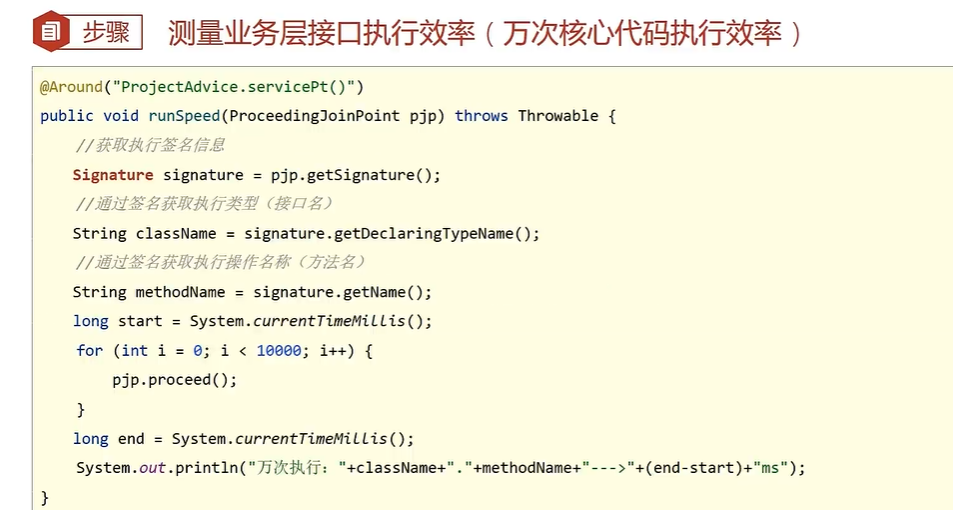 步骤 测量业务层接口执行效率（万次核心代码执行效率）
@Around("ProjectAdvice.servicePt()")
public void runSpeed(ProceedingJoinPoint pjp) throws Throwable {
//获取执行签名信息
Signature signature = pjp.getSignature();
//通过签名获取执行类型（接口名）
String className = signature.getDeclaringTypeName();
//通过签名获取执行操作名称（方法名）
String methodName = signature.getName();
long start = System.currentTimeMillis();
for (int i = 0; i < 10000; i++) {
pjp.proceed();
}
long end = System.currentTimeMillis();
System.out.println("万次执行："+className+"."+methodName+"--->"+(end-start)+"ms");
}